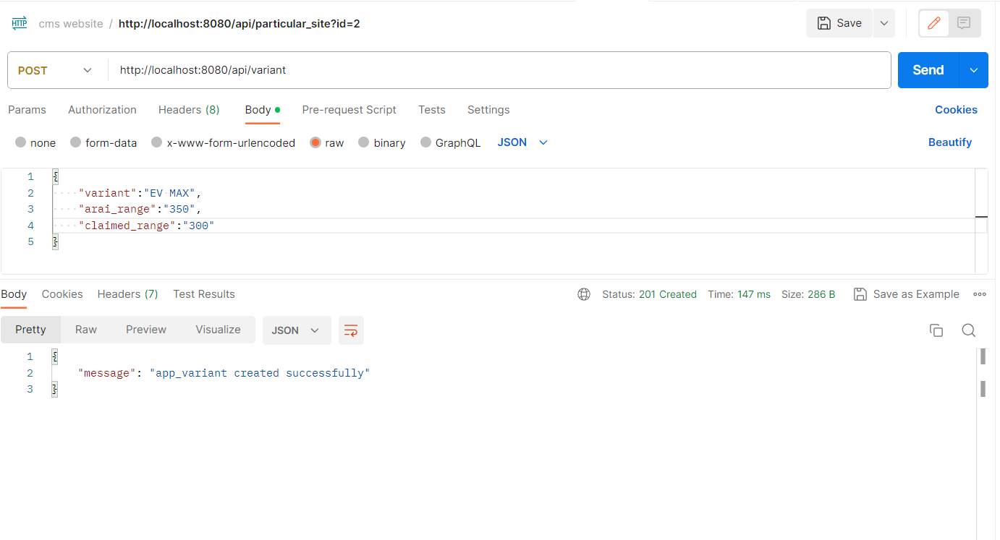 HTTP cms website / http://localhost:8080/api/particular_site?id=2 Save
POST http://localhost:8080/api/variant Send
Params Authorization Headers (8) Body Pre-request Script Tests Settings Cookies
none form-data x-www-form-urlencoded raw binary GraphQL JSON Beautify
1 {
2 "variant":"EV MAX",
3 "arai_range":"350",
4 "claimed_range":"300"
5 }
Body Cookies Headers (7) Test Results Status: 201 Created Time: 147 ms Size: 286 B Save as Example
Pretty Raw Preview Visualize JSON
1 {
2 "message": "app_variant created successfully"
3 }